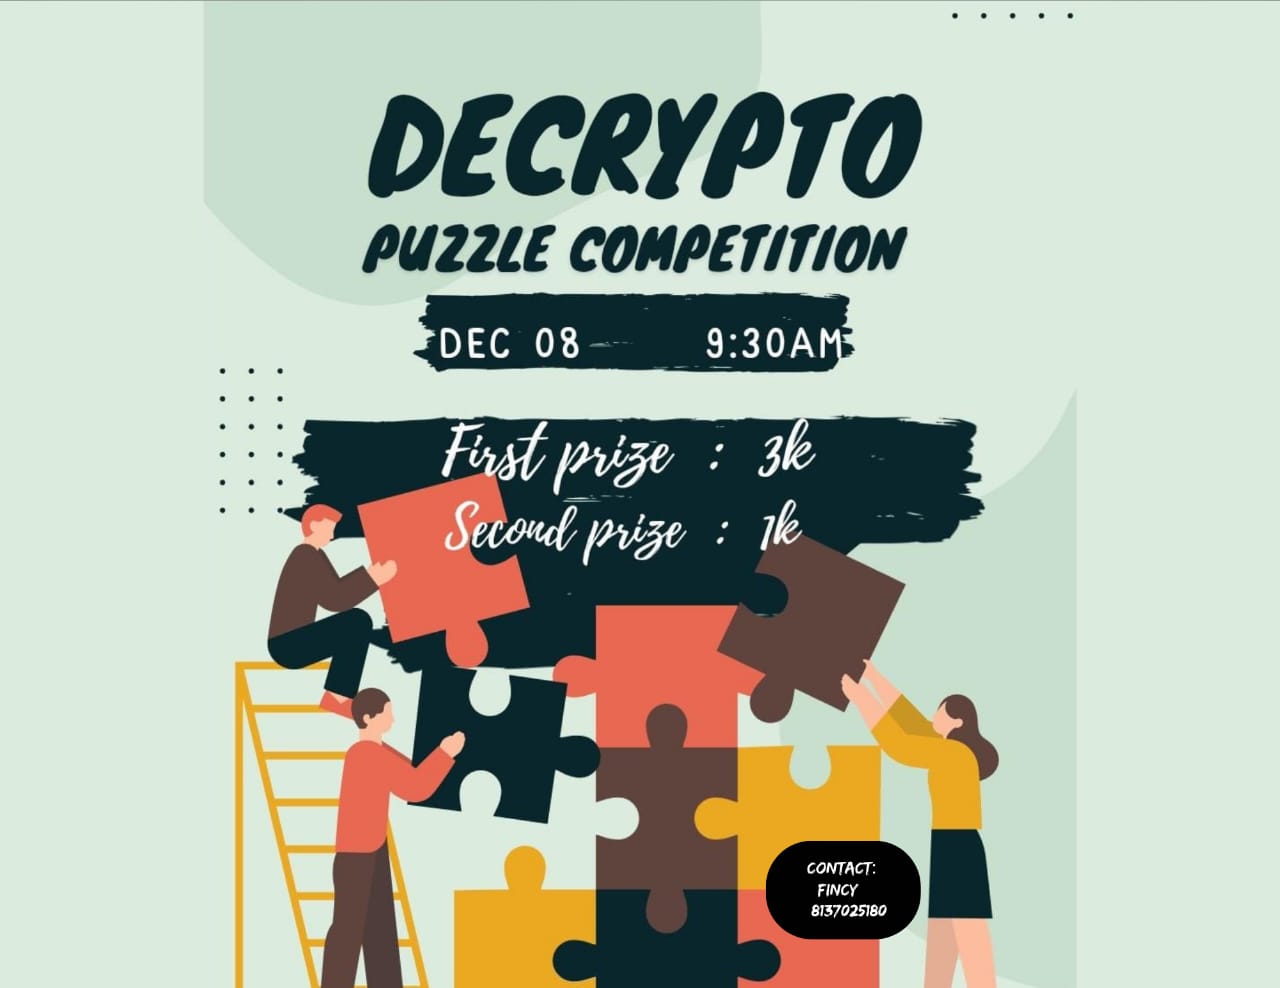 DECRYPTO
PUZZLE COMPETITION
DEC 08 9:30AM
First prize : 3k
Second prize : 1k
CONTACT:
FINCY
8137025180